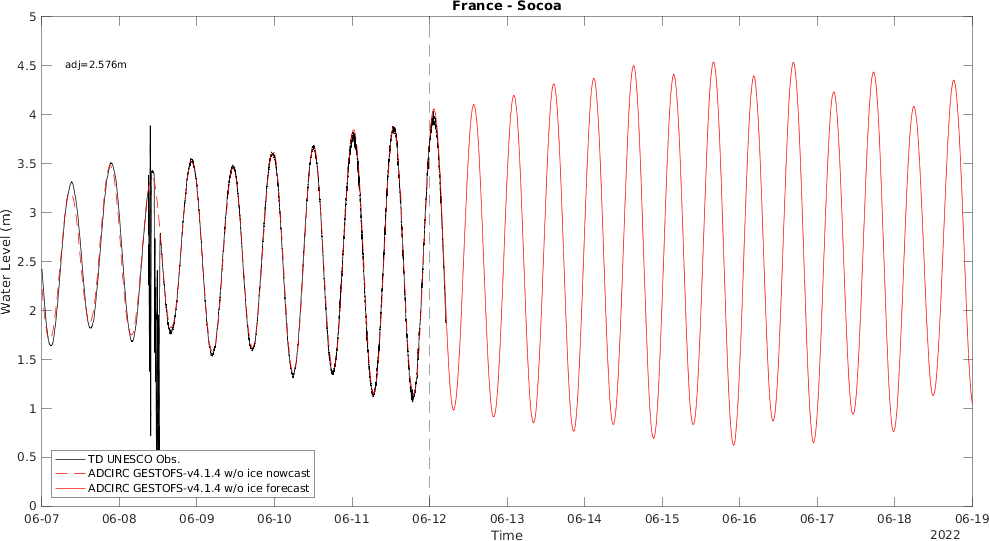 France - Socoa
adj=2.576m
Water Level (m)
5
4.5
4
3.5
3
2.5
2
1.5
1
0.5
0
TD UNESCO Obs.
ADCIRC GESTOFS-v4.1.4 w/o ice nowcast
ADCIRC GESTOFS-v4.1.4 w/o ice forecast
06-07 06-08 06-09 06-10 06-11 06-12 06-13 06-14 06-15 06-16 06-17 06-18 06-19
Time
2022